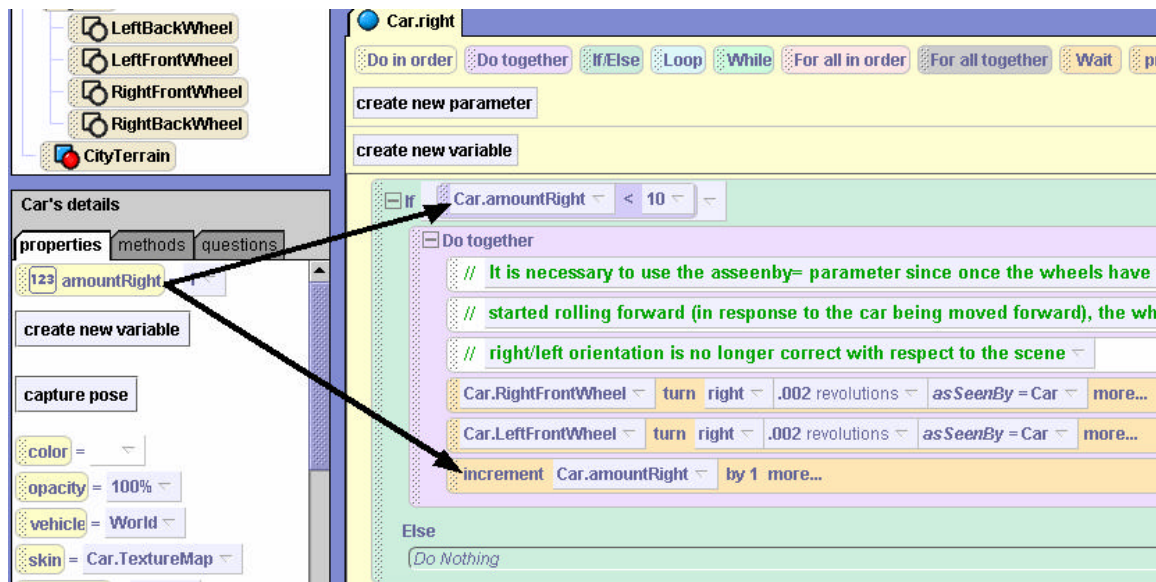 LeftBackWheel
LeftFrontWheel
RightFrontWheel
RightBackWheel
CityTerrain
Car's details
properties methods questions
123 amountRight
create new variable
capture pose
color =
opacity = 100%
vehicle = World
skin = Car.TextureMap
Car.right
Do in order Do together If/Else Loop While For all in order For all together Wait
create new parameter
create new variable
If Car.amountRight < 10
Do together
// It is necessary to use the asseenby= parameter since once the wheels have
// started rolling forward (in response to the car being moved forward), the wh
// right/left orientation is no longer correct with respect to the scene
Car.RightFrontWheel turn right .002 revolutions asSeenBy = Car more...
Car.LeftFrontWheel turn right .002 revolutions asSeenBy = Car more...
increment Car.amountRight by 1 more...
Else
(Do Nothing